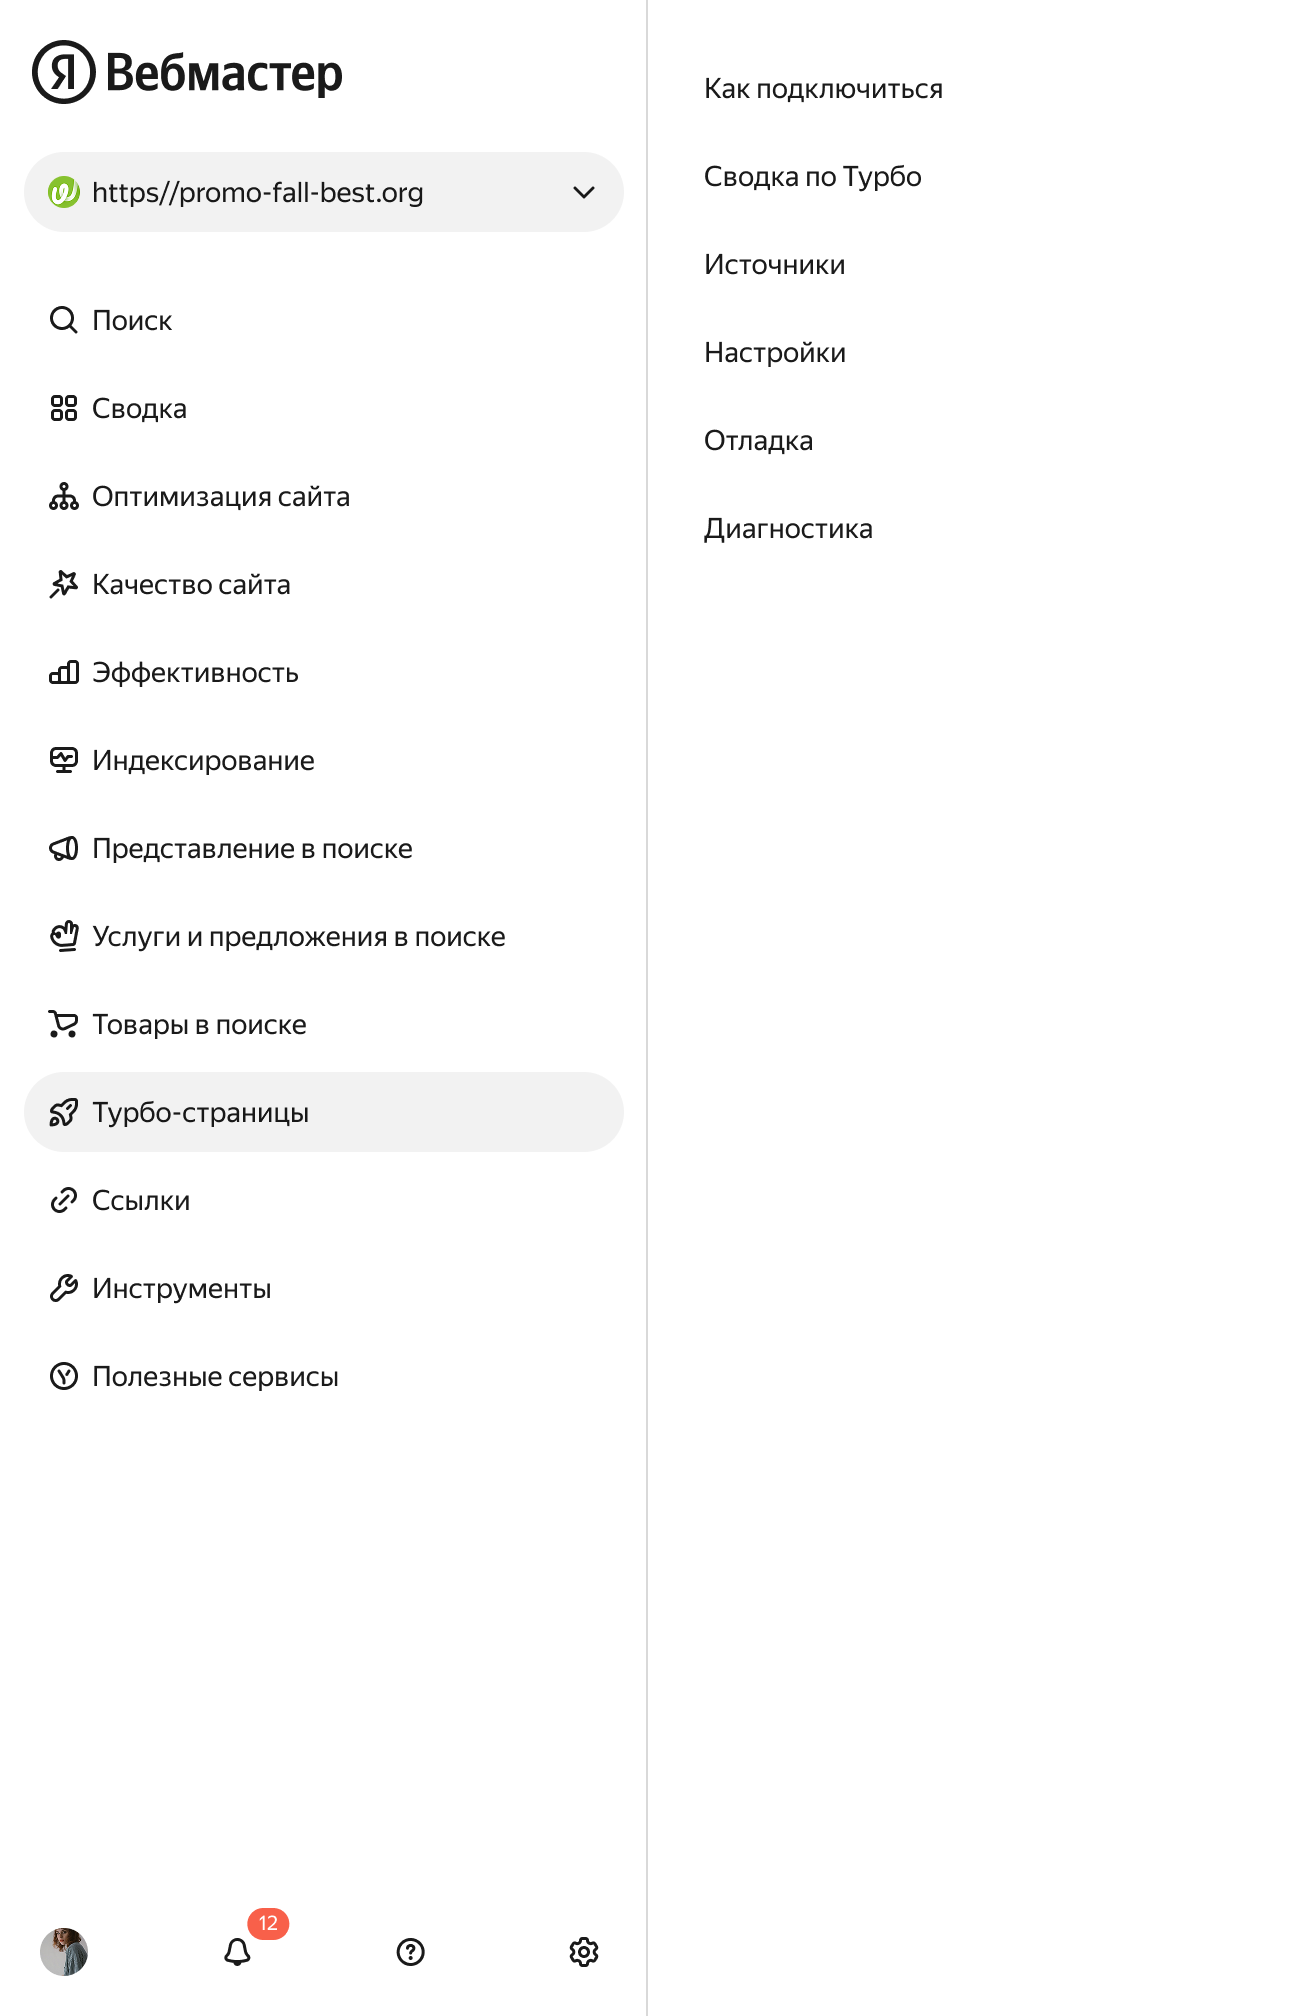 Я Вебмастер
https//promo-fall-best.org
Поиск
Сводка
Оптимизация сайта
Качество сайта
Эффективность
Индексирование
Представление в поиске
Услуги и предложения в поиске
Товары в поиске
Турбо-страницы
Ссылки
Инструменты
Полезные сервисы
12
Как подключиться
Сводка по Турбо
Источники
Настройки
Отладка
Диагностика